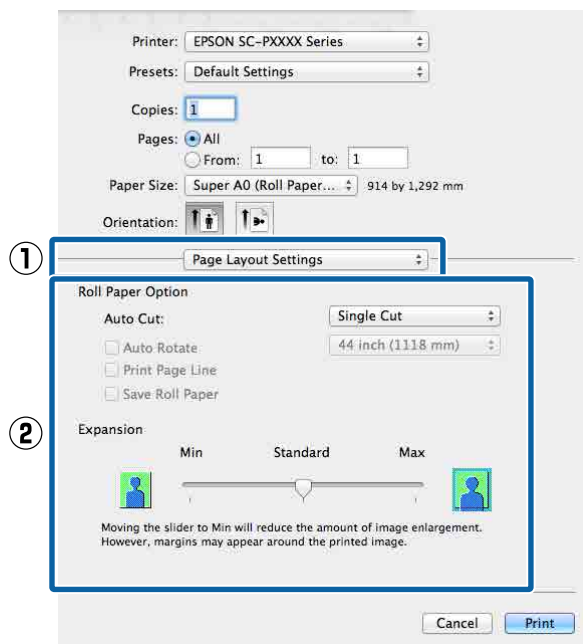 Printer: EPSON SC-PXXXX Series
Presets: Default Settings
Copies: 1
Pages: All
From: 1 to: 1
Paper Size: Super A0 (Roll Paper... 914 by 1,292 mm
Orientation:
① Page Layout Settings
Roll Paper Option
Auto Cut: Single Cut
Auto Rotate 44 inch (1118 mm)
Print Page Line
Save Roll Paper
②
Expansion
Min Standard Max
Moving the slider to Min will reduce the amount of image enlargement.
However, margins may appear around the printed image.
Cancel Print